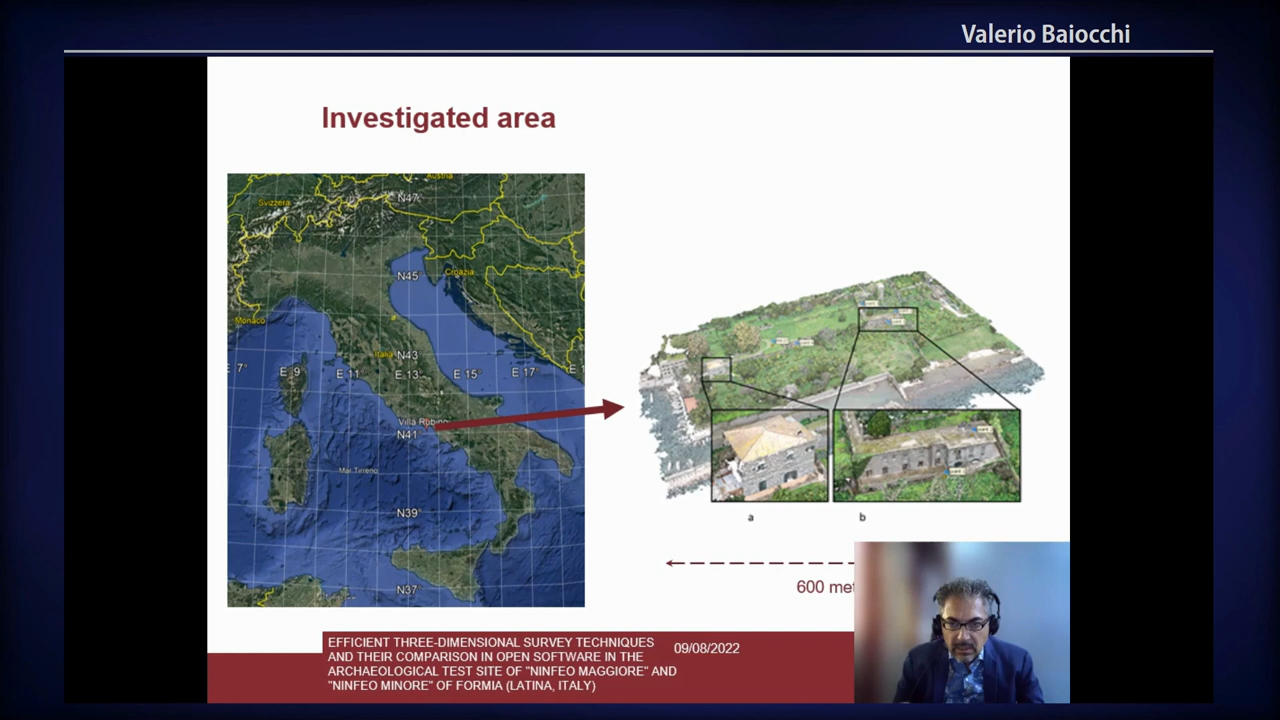 Valerio Baiocchi
Investigated area
Austria
N47°
Svizzera
N45°
Croazia
Monaco
Italia
N43
7°
E 9°
E 11
E 13°
E 15°
E 17°
E 1
Villa Rubino
N41
Mar Tirreno
N39°
N37°
a
b
600 met
EFFICIENT THREE-DIMENSIONAL SURVEY TECHNIQUES
AND THEIR COMPARISON IN OPEN SOFTWARE IN THE
ARCHAEOLOGICAL TEST SITE OF "NINFEO MAGGIORE" AND
"NINFEO MINORE" OF FORMIA (LATINA, ITALY)
09/08/2022